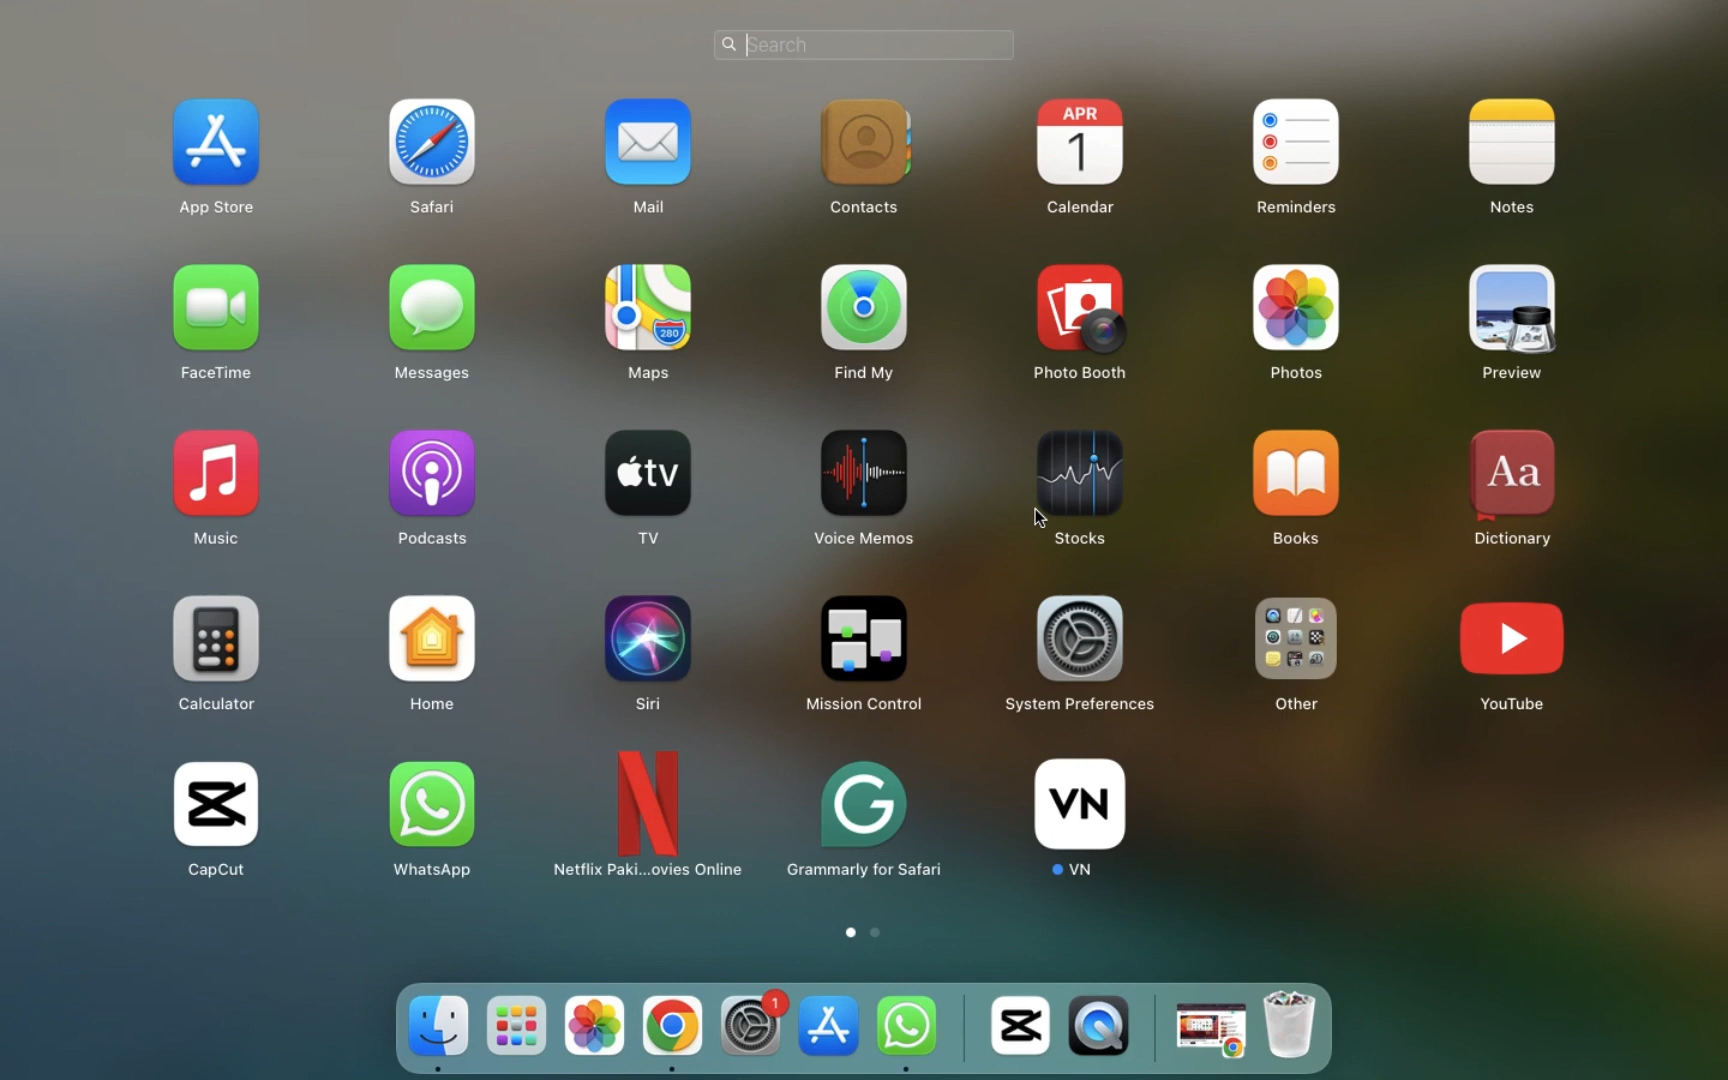 Search
APR
1
App Store Safari Mail Contacts Calendar Reminders Notes
280
FaceTime Messages Maps Find My Photo Booth Photos Preview
tv
Aa
Music Podcasts TV Voice Memos Stocks Books Dictionary
Calculator Home Siri Mission Control System Preferences Other YouTube
N
G
VN
CapCut WhatsApp Netflix Paki...ovies Online Grammarly for Safari VN
1